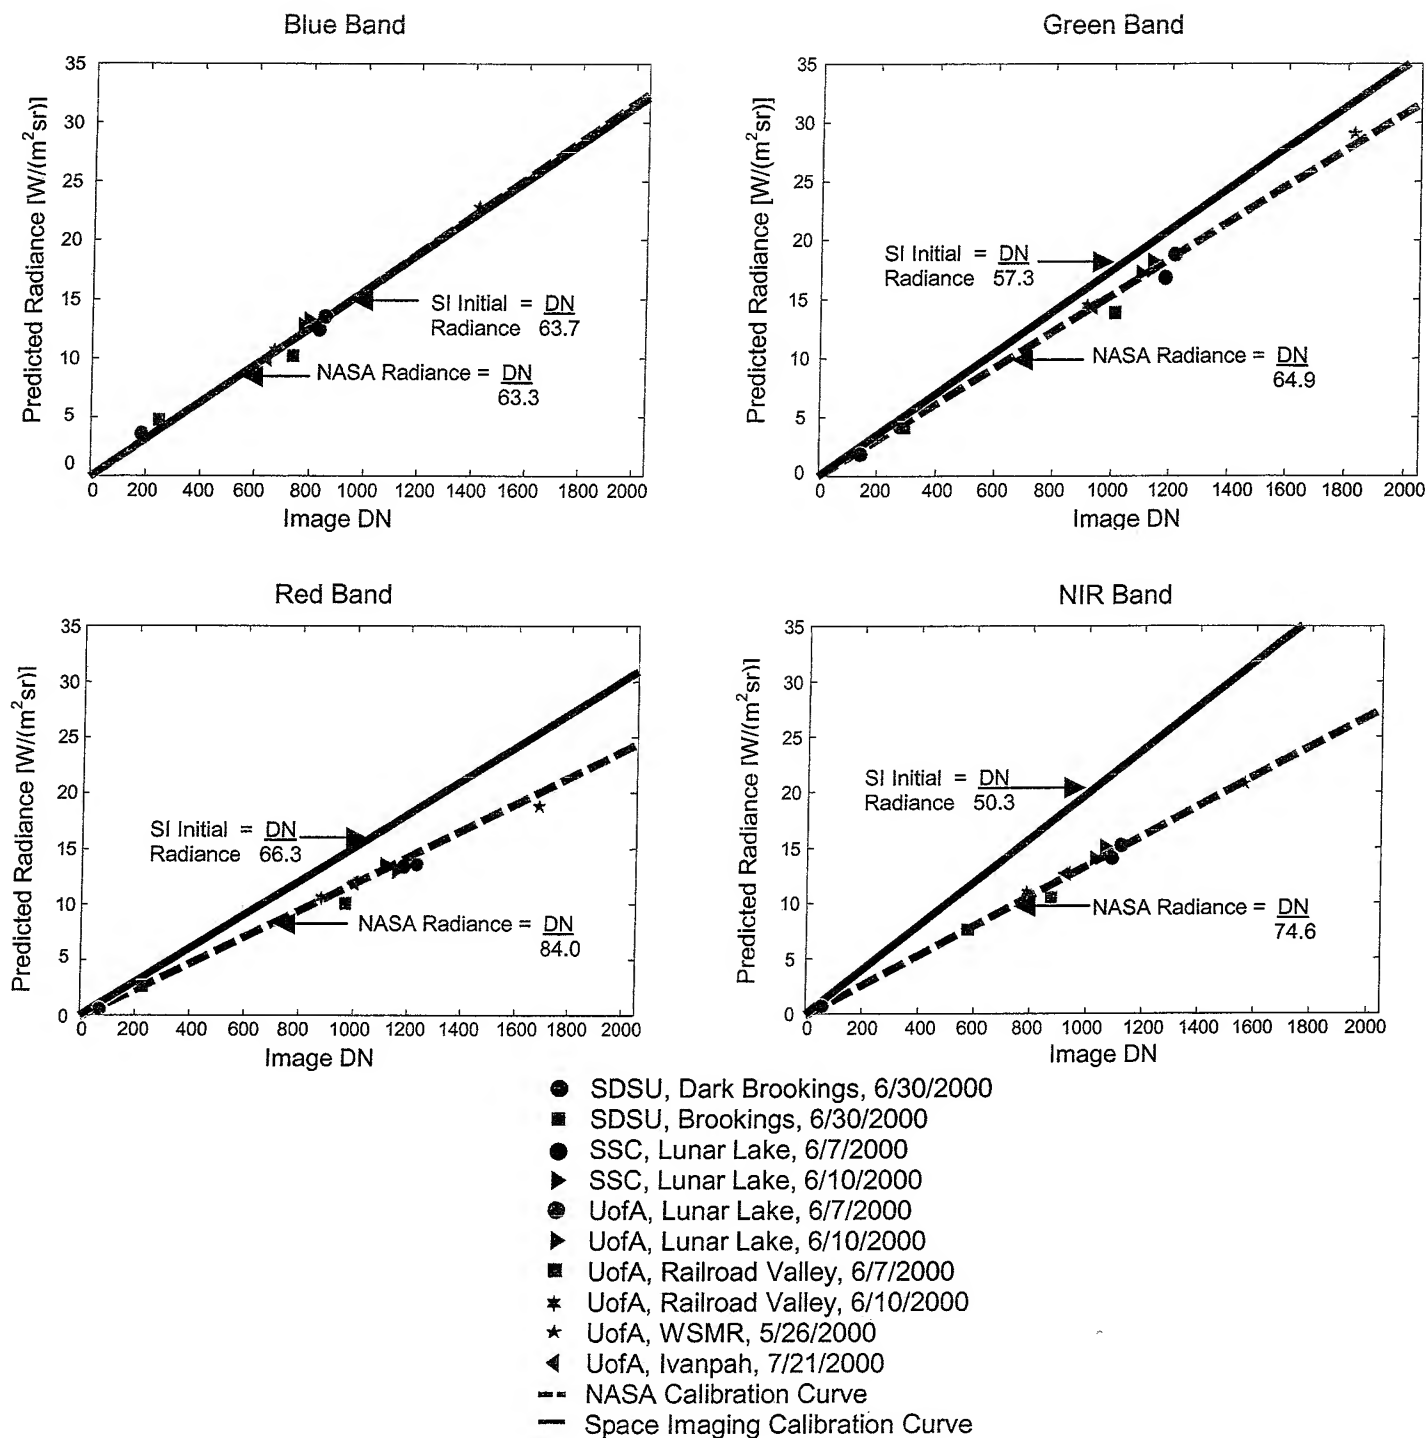 Blue Band
35
30
25
20
15
10
5
0
Predicted Radiance [W/(m²sr)]
SI Initial = DN
Radiance 63.7
NASA Radiance = DN
63.3
0 200 400 600 800 1000 1200 1400 1600 1800 2000
Image DN
Green Band
35
30
25
20
15
10
5
0
Predicted Radiance [W/(m²sr)]
SI Initial = DN
Radiance 57.3
NASA Radiance = DN
64.9
0 200 400 600 800 1000 1200 1400 1600 1800 2000
Image DN
Red Band
35
30
25
20
15
10
5
0
Predicted Radiance [W/(m²sr)]
SI Initial = DN
Radiance 66.3
NASA Radiance = DN
84.0
0 200 400 600 800 1000 1200 1400 1600 1800 2000
Image DN
NIR Band
35
30
25
20
15
10
5
0
Predicted Radiance [W/(m²sr)]
SI Initial = DN
Radiance 50.3
NASA Radiance = DN
74.6
0 200 400 600 800 1000 1200 1400 1600 1800 2000
Image DN
SDSU, Dark Brookings, 6/30/2000
SDSU, Brookings, 6/30/2000
SSC, Lunar Lake, 6/7/2000
SSC, Lunar Lake, 6/10/2000
UofA, Lunar Lake, 6/7/2000
UofA, Lunar Lake, 6/10/2000
UofA, Railroad Valley, 6/7/2000
UofA, Railroad Valley, 6/10/2000
UofA, WSMR, 5/26/2000
UofA, Ivanpah, 7/21/2000
NASA Calibration Curve
Space Imaging Calibration Curve